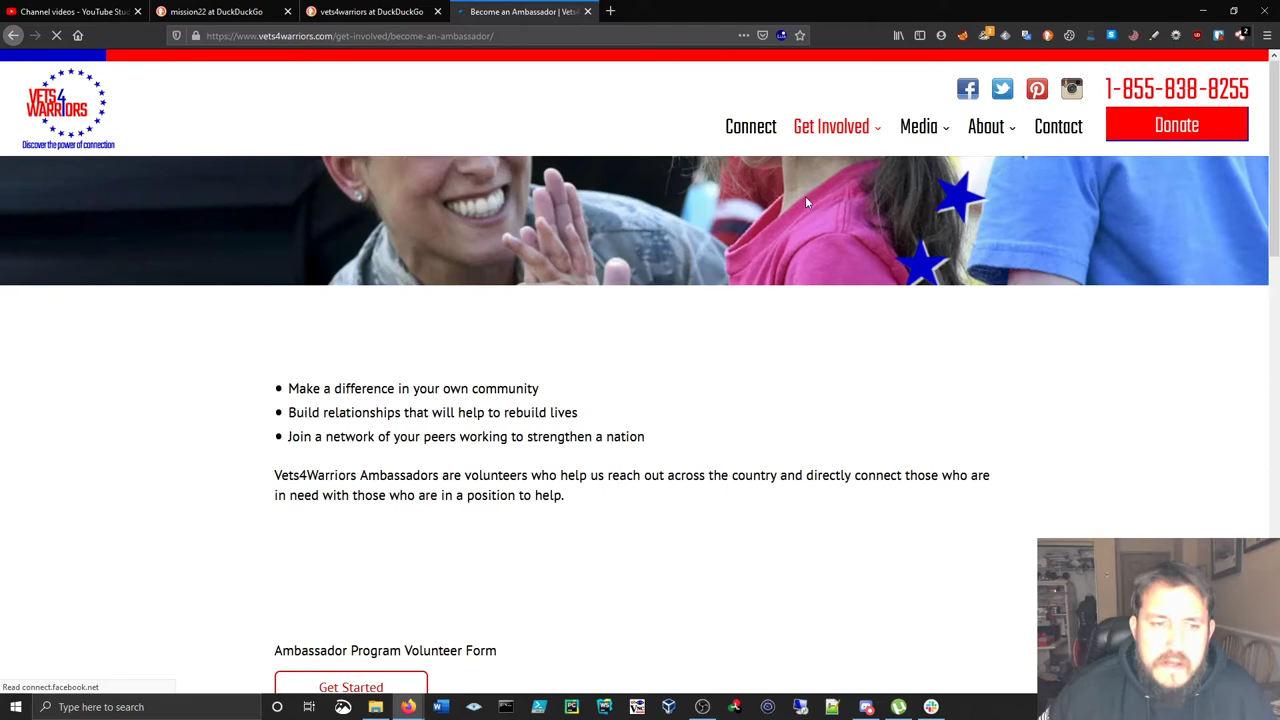 Channel videos - YouTube Stu
mission22 at DuckDuckGo
vets4warriors at DuckDuckGo
Become an Ambassador | Vets4
https://www.vets4warriors.com/get-involved/become-an-ambassador/
VETS 4 WARRIORS
Discover the power of connection
1-855-838-8255
Connect
Get Involved
Media
About
Contact
Donate
Make a difference in your own community
Build relationships that will help to rebuild lives
Join a network of your peers working to strengthen a nation
Vets4Warriors Ambassadors are volunteers who help us reach out across the country and directly connect those who are
in need with those who are in a position to help.
Ambassador Program Volunteer Form
Get Started
Read connect.facebook.net
Type here to search